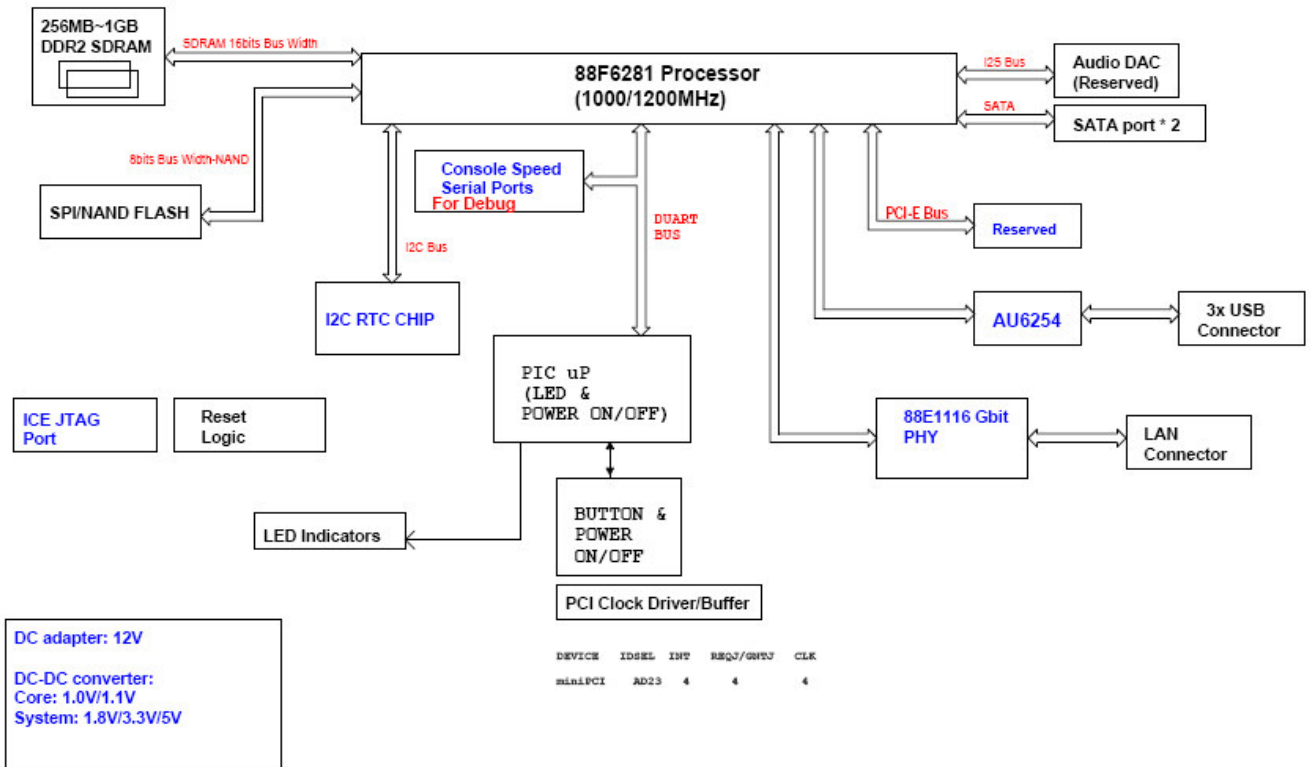 256MB~1GB
DDR2 SDRAM
SDRAM 16bits Bus Width
88F6281 Processor
(1000/1200MHz)
I2S Bus
Audio DAC
(Reserved)
SATA
SATA port * 2
8bits Bus Width-NAND
SPI/NAND FLASH
Console Speed
Serial Ports
For Debug
DUART
BUS
I2C Bus
PCI-E Bus
Reserved
I2C RTC CHIP
AU6254
3x USB
Connector
PIC uP
(LED &
POWER ON/OFF)
ICE JTAG
Port
Reset
Logic
88E1116 Gbit
PHY
LAN
Connector
LED Indicators
BUTTON &
POWER
ON/OFF
PCI Clock Driver/Buffer
DC adapter: 12V
DC-DC converter:
Core: 1.0V/1.1V
System: 1.8V/3.3V/5V
DEVICE IDSEL INT REQJ/GNTJ CLK
miniPCI AD23 4 4 4